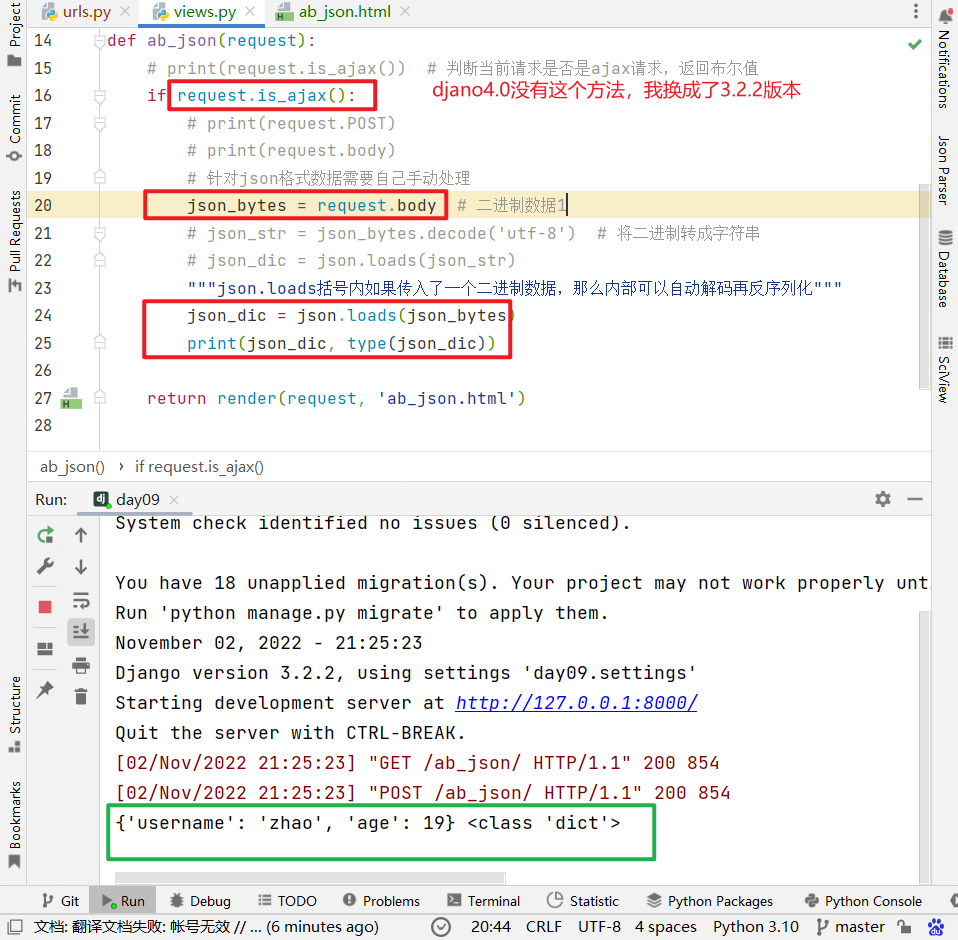 urls.py
views.py
ab_json.html
14 def ab_json(request):
15 # print(request.is_ajax())  # 判断当前请求是否是ajax请求，返回布尔值
16 if request.is_ajax():
djano4.0没有这个方法，我换成了3.2.2版本
17 # print(request.POST)
18 # print(request.body)
19 # 针对json格式数据需要自己手动处理
20 json_bytes = request.body  # 二进制数据1
21 # json_str = json_bytes.decode('utf-8')  # 将二进制转成字符串
22 # json_dic = json.loads(json_str)
23 """json.loads括号内如果传入了一个二进制数据，那么内部可以自动解码再反序列化"""
24 json_dic = json.loads(json_bytes)
25 print(json_dic, type(json_dic))
26
27 return render(request, 'ab_json.html')
28
ab_json() › if request.is_ajax()
Run: day09
System check identified no issues (0 silenced).
You have 18 unapplied migration(s). Your project may not work properly unt
Run 'python manage.py migrate' to apply them.
November 02, 2022 - 21:25:23
Django version 3.2.2, using settings 'day09.settings'
Starting development server at http://127.0.0.1:8000/
Quit the server with CTRL-BREAK.
[02/Nov/2022 21:25:23] "GET /ab_json/ HTTP/1.1" 200 854
[02/Nov/2022 21:25:23] "POST /ab_json/ HTTP/1.1" 200 854
{'username': 'zhao', 'age': 19} <class 'dict'>
Project
Commit
Pull Requests
Structure
Bookmarks
Notifications
Json Parser
Database
SciView
Git Run Debug TODO Problems Terminal Statistic Python Packages Python Console
文档: 翻译文档失败: 帐号无效 // ... (6 minutes ago) 20:44 CRLF UTF-8 4 spaces Python 3.10 master